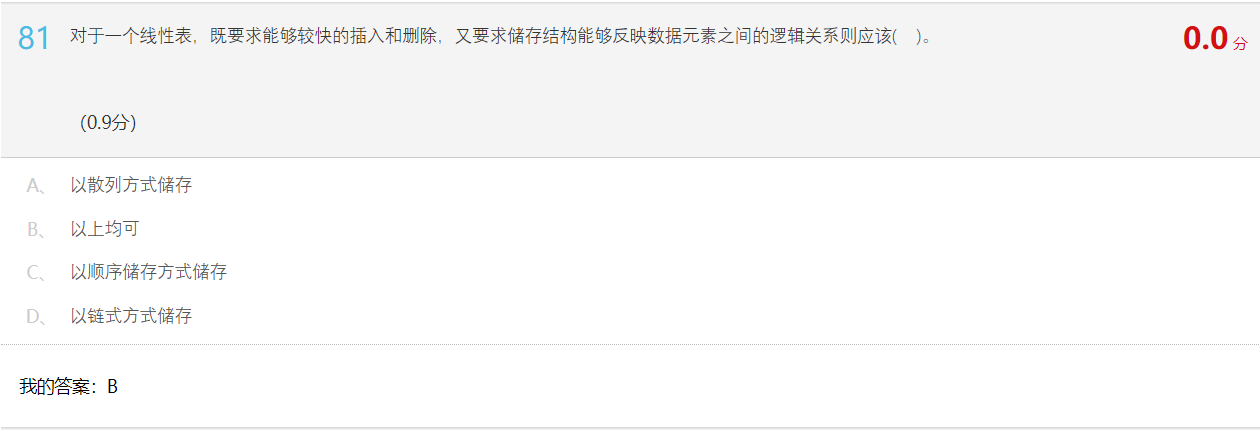 81 对于一个线性表，既要求能够较快的插入和删除，又要求储存结构能够反映数据元素之间的逻辑关系则应该(    )。 0.0 分
(0.9分)
A、 以散列方式储存
B、 以上均可
C、 以顺序储存方式储存
D、 以链式方式储存
我的答案：B